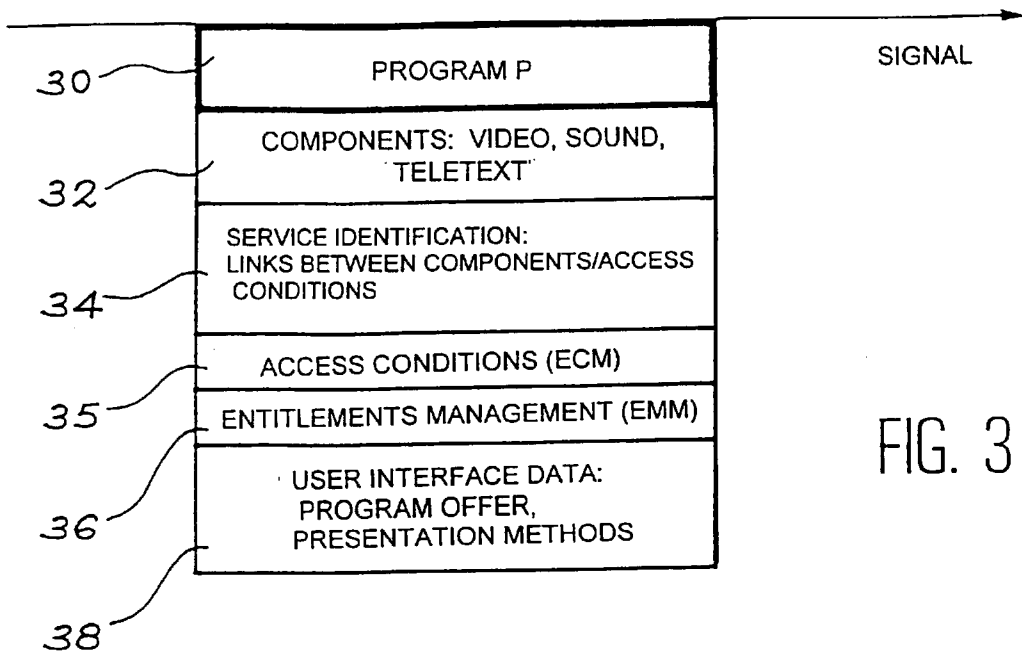 SIGNAL
30
PROGRAM P
32
COMPONENTS: VIDEO, SOUND,
TELETEXT
34
SERVICE IDENTIFICATION:
LINKS BETWEEN COMPONENTS/ACCESS
CONDITIONS
35
ACCESS CONDITIONS (ECM)
36
ENTITLEMENTS MANAGEMENT (EMM)
38
USER INTERFACE DATA:
PROGRAM OFFER,
PRESENTATION METHODS
FIG. 3